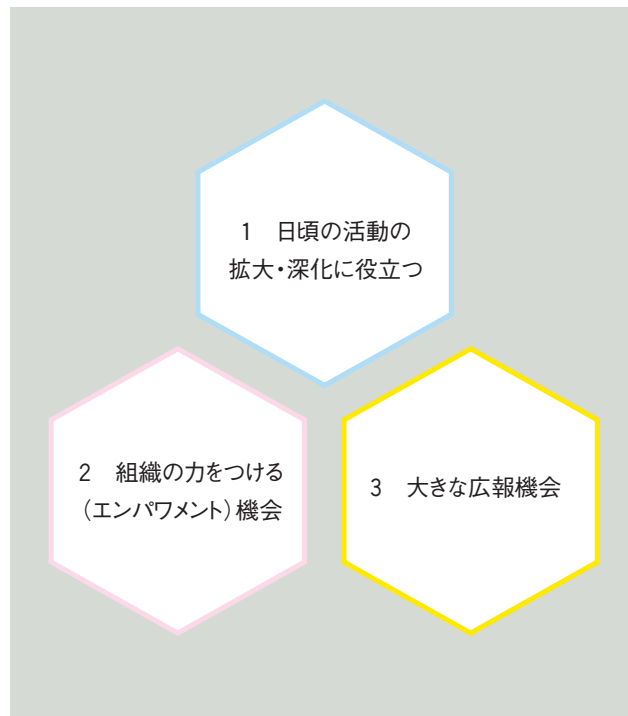 1　日頃の活動の
拡大・深化に役立つ
2　組織の力をつける
（エンパワメント）機会
3　大きな広報機会